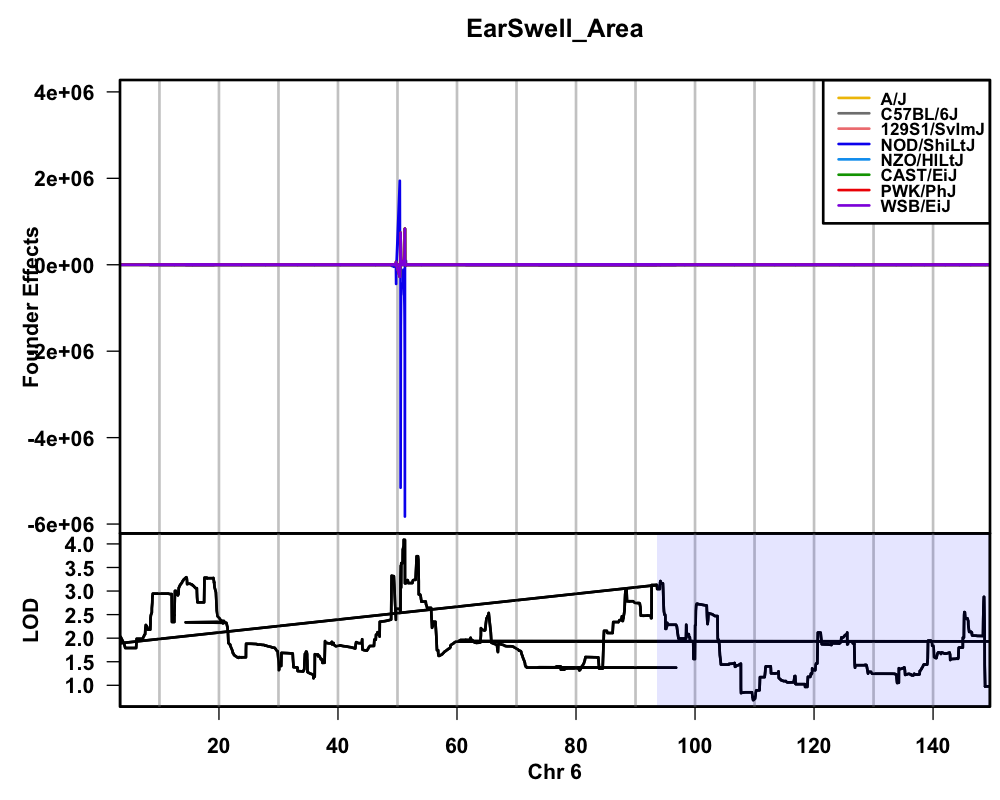 EarSwell_Area
4e+06
2e+06
0e+00
-2e+06
-4e+06
-6e+06
Founder Effects
A/J
C57BL/6J
129S1/SvImJ
NOD/ShiLtJ
NZO/HlLtJ
CAST/EiJ
PWK/PhJ
WSB/EiJ
4.0
3.5
3.0
2.5
2.0
1.5
1.0
LOD
20 40 60 80 100 120 140
Chr 6